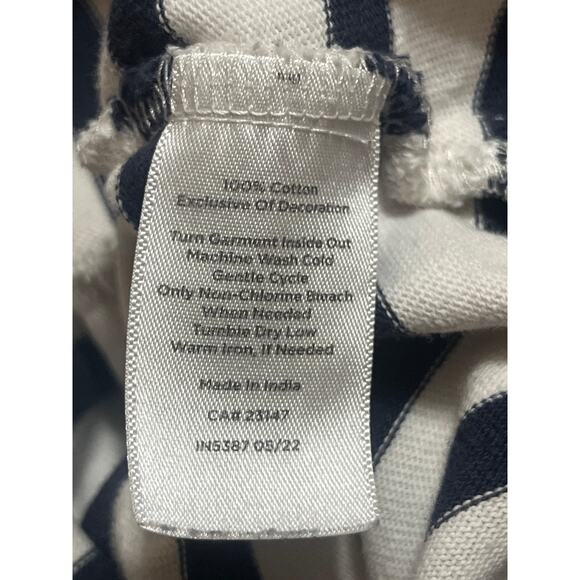 100% Cotton
Exclusive Of Decoration
Turn Garment Inside Out
Machine Wash Cold
Gentle Cycle
Only Non-Chlorine Bleach
When Needed
Tumble Dry Low
Warm Iron, If Needed
Made In India
CA# 23147
IN5387 05/22